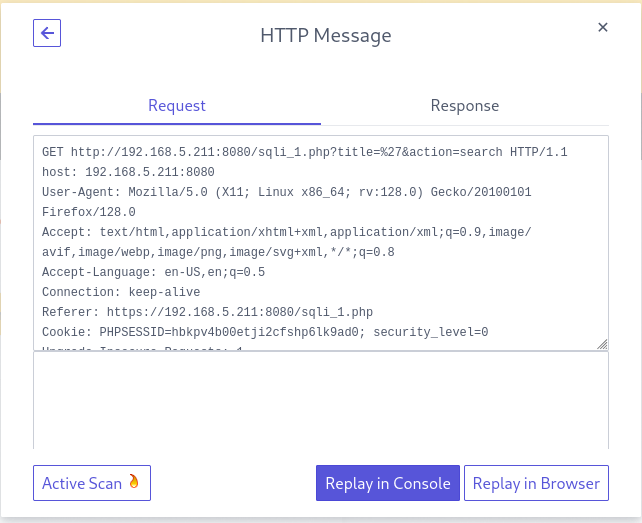 HTTP Message
Request
Response
GET http://192.168.5.211:8080/sqli_1.php?title=%27&action=search HTTP/1.1
host: 192.168.5.211:8080
User-Agent: Mozilla/5.0 (X11; Linux x86_64; rv:128.0) Gecko/20100101
Firefox/128.0
Accept: text/html,application/xhtml+xml,application/xml;q=0.9,image/
avif,image/webp,image/png,image/svg+xml,*/*;q=0.8
Accept-Language: en-US,en;q=0.5
Connection: keep-alive
Referer: https://192.168.5.211:8080/sqli_1.php
Cookie: PHPSESSID=hbkpv4b00etji2cfshp6lk9ad0; security_level=0
Upgrade-Insecure-Requests: 1
Active Scan
Replay in Console
Replay in Browser